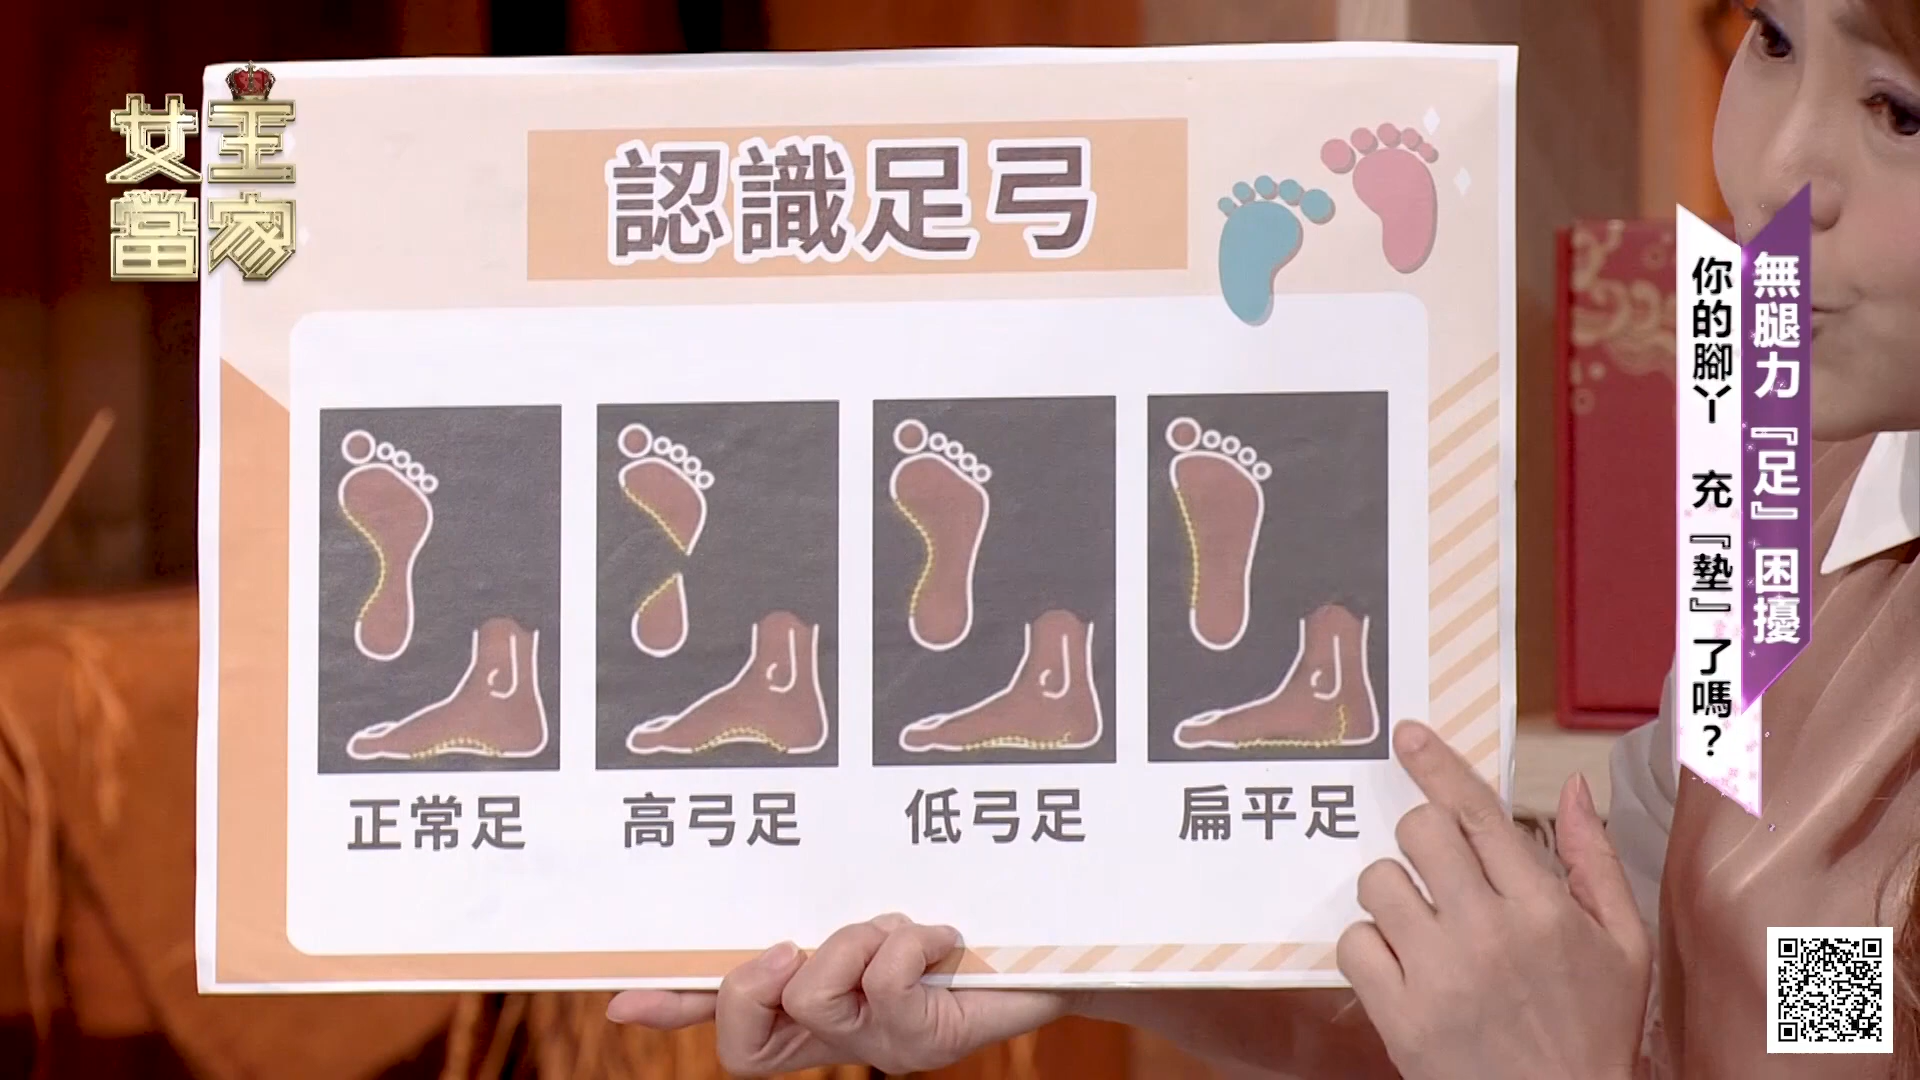 女王
當家
認識足弓
正常足
高弓足
低弓足
扁平足
無腿力『足』困擾
你的腳丫 充『墊』了嗎？